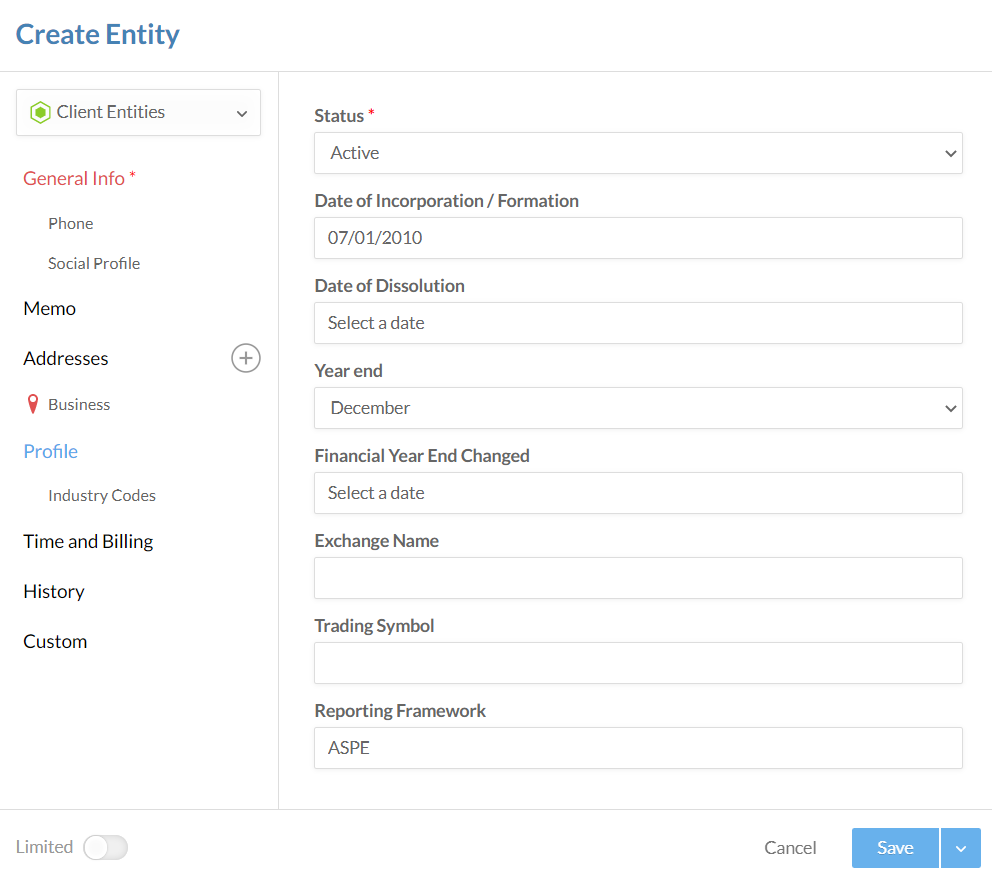 Create Entity
Client Entities
General Info *
Phone
Social Profile
Memo
Addresses
Business
Profile
Industry Codes
Time and Billing
History
Custom
Status *
Active
Date of Incorporation / Formation
07/01/2010
Date of Dissolution
Select a date
Year end
December
Financial Year End Changed
Select a date
Exchange Name
Trading Symbol
Reporting Framework
ASPE
Limited
Cancel
Save